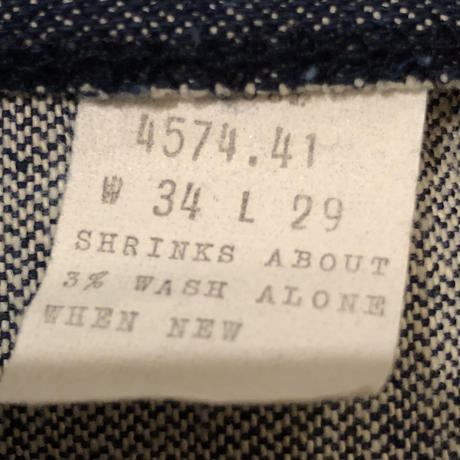 4574.41
W 34 L 29
SHRINKS ABOUT
3% WASH ALONE
WHEN NEW